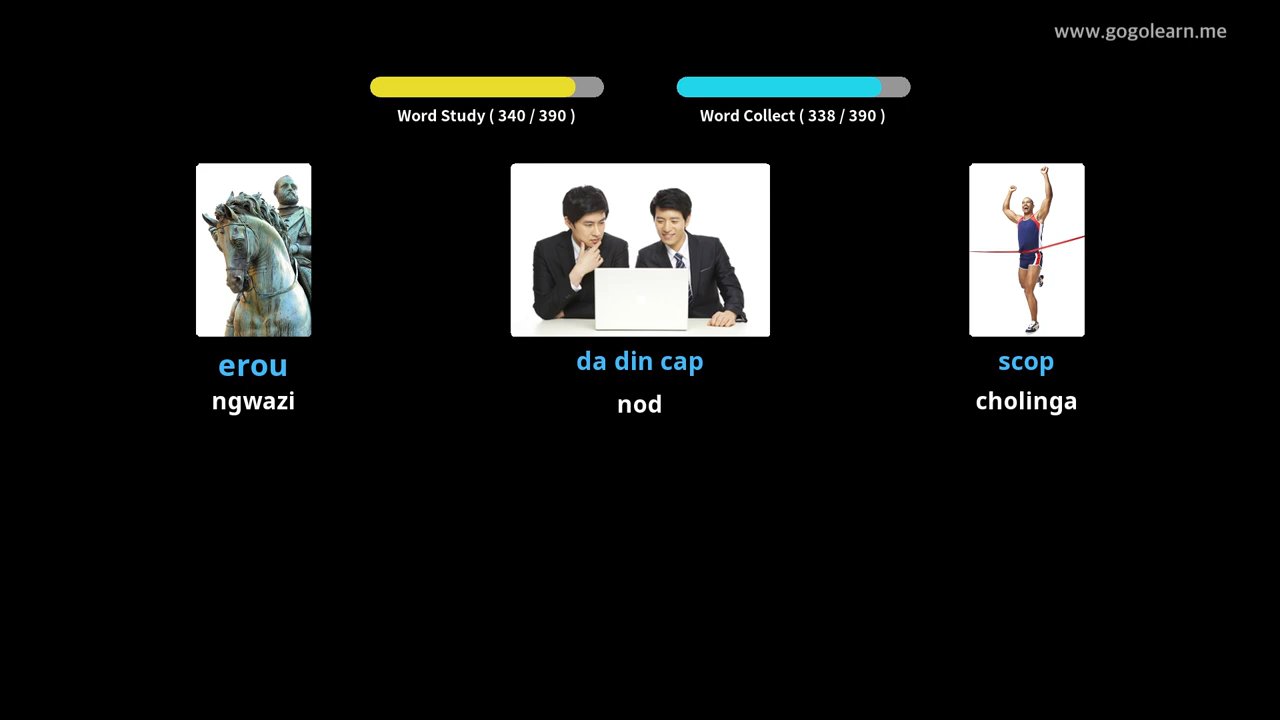 www.gogolearn.me
Word Study ( 340 / 390 )
Word Collect ( 338 / 390 )
erou
ngwazi
da din cap
nod
scop
cholinga